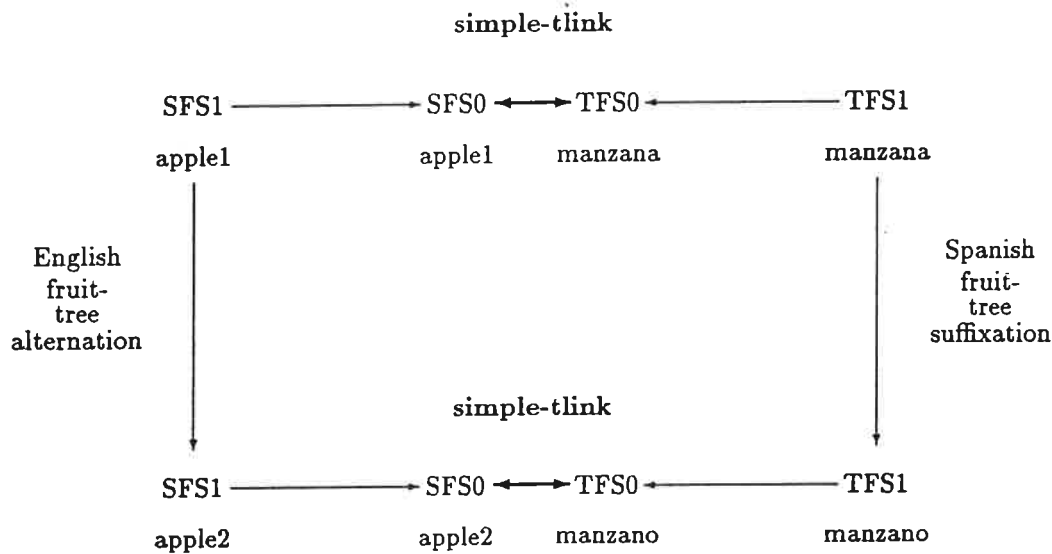 simple-tlink
SFS1 SFS0 TFS0 TFS1
apple1 apple1 manzana manzana
English
fruit-
tree
alternation
Spanish
fruit-
tree
suffixation
simple-tlink
SFS1 SFS0 TFS0 TFS1
apple2 apple2 manzano manzano